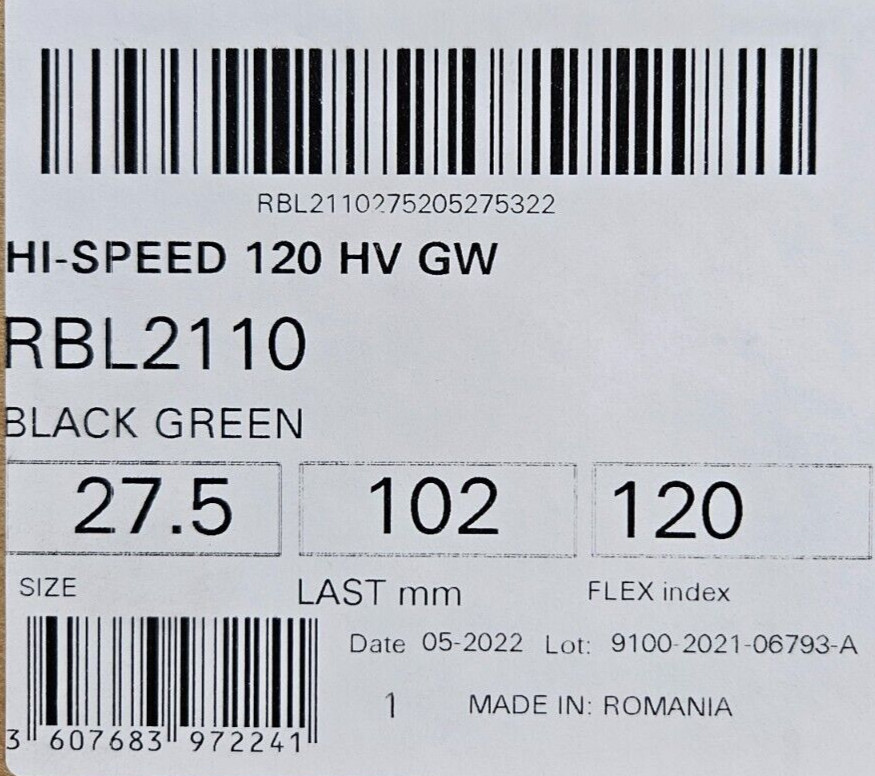 RBL2110275205275322
HI-SPEED 120 HV GW
RBL2110
BLACK GREEN
27.5 102 120
SIZE LAST mm FLEX index
Date 05-2022 Lot: 9100-2021-06793-A
1 MADE IN: ROMANIA
3 607683 972241